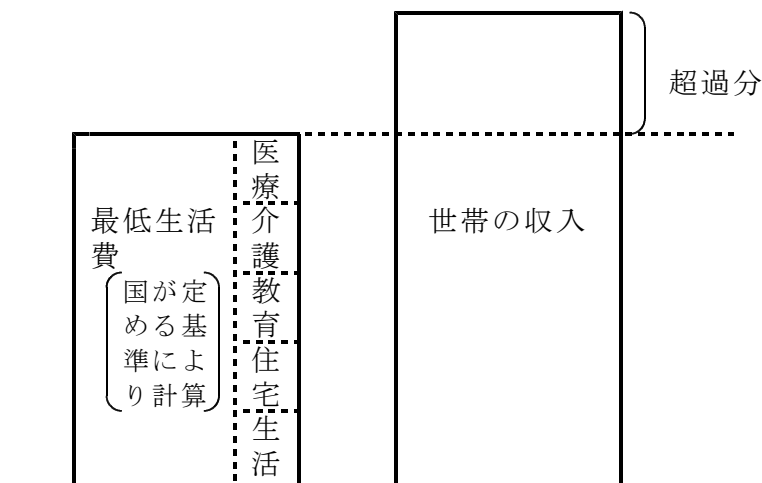 超過分
最低生活
費
国が定
める基
準によ
り計算
医
療
介
護
教
育
住
宅
生
活
世帯の収入